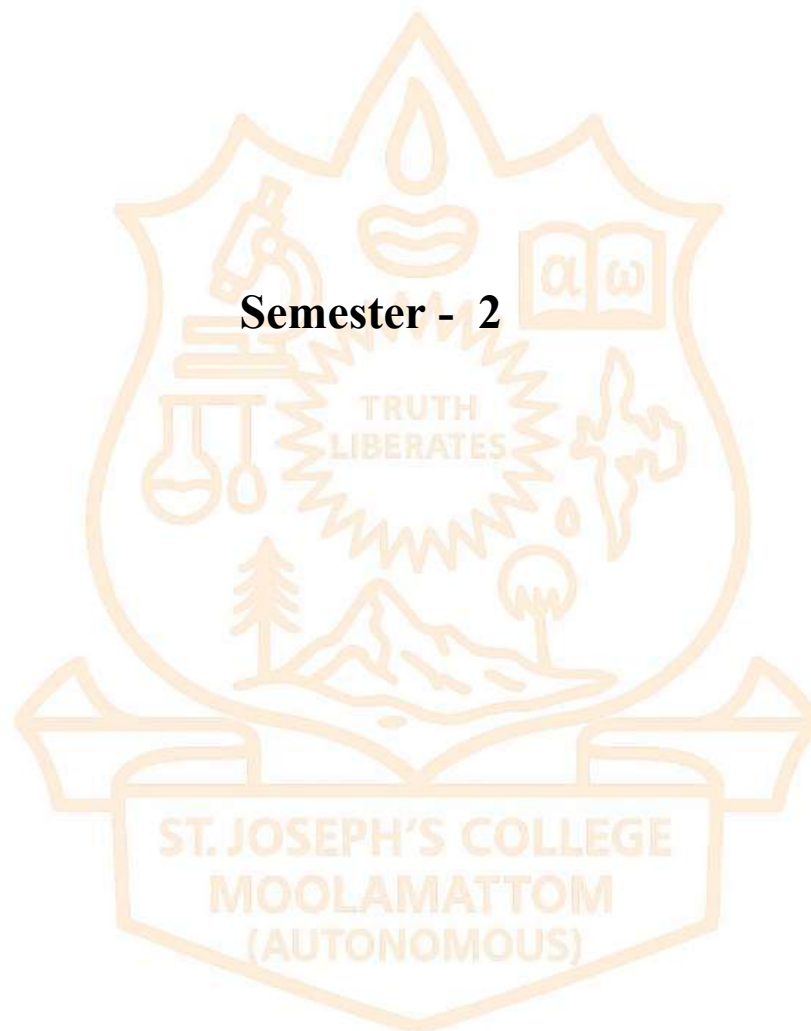 α ω
Semester - 2
TRUTH
LIBERATES
ST. JOSEPH'S COLLEGE
MOOLAMATTOM
(AUTONOMOUS)